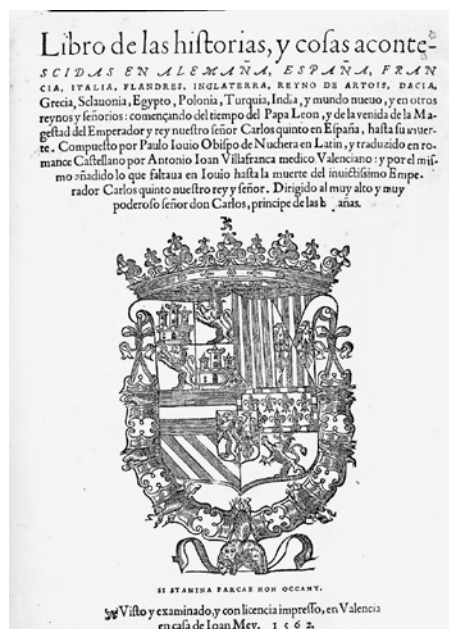 Libro de las hiſtorias, y coſas aconte-
SCIDAS EN ALEMAÑA, ESPAÑA, FRAN
CIA, ITALIA, FLANDRES, INGLATERRA, REYNO DE ARTOIS, DACIA,
Grecia, Sclauonia, Egypto, Polonia, Turquia, India, y mundo nueuo, y en otros
reynos y señorios: començando del tiempo del Papa Leon, y de la venida de la Ma-
geſtad del Emperador y rey nueſtro señor Carlos quinto en Eſpaña, haſta ſu muer-
te. Compueſto por Paulo Iouio Obiſpo de Nuchera en Latin, y traduzido en ro-
mance Caſtellano por Antonio Ioan Villafranca medico Valenciano: y por el miſ-
mo añadido lo que faltaua en Iouio haſta la muerte del inuictiſsimo Empe-
rador Carlos quinto nueſtro rey y ſeñor. Dirigido al muy alto y muy
poderoſo ſeñor don Carlos, principe de las
SI STAMINA PARCAE NON OCCANT.
Viſto y examinado, y con licencia impreſſo, en Valencia
en caſa de Ioan Mey. 1562.